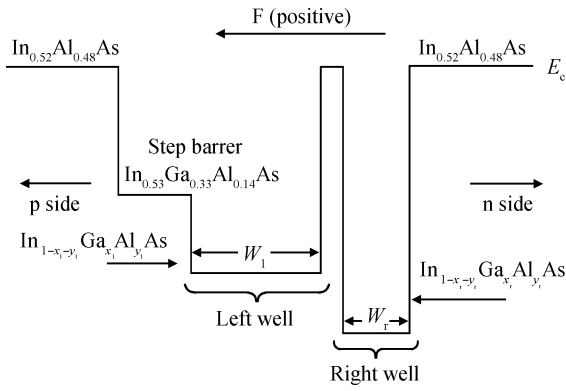 F (positive)
In0.52Al0.48As
In0.52Al0.48As
Ec
Step barrer
In0.53Ga0.33Al0.14As
p side
n side
In1−xl−ylGaxlAlylAs
Wl
In1−xr−yrGaxrAlyrAs
Left well
Wr
Right well